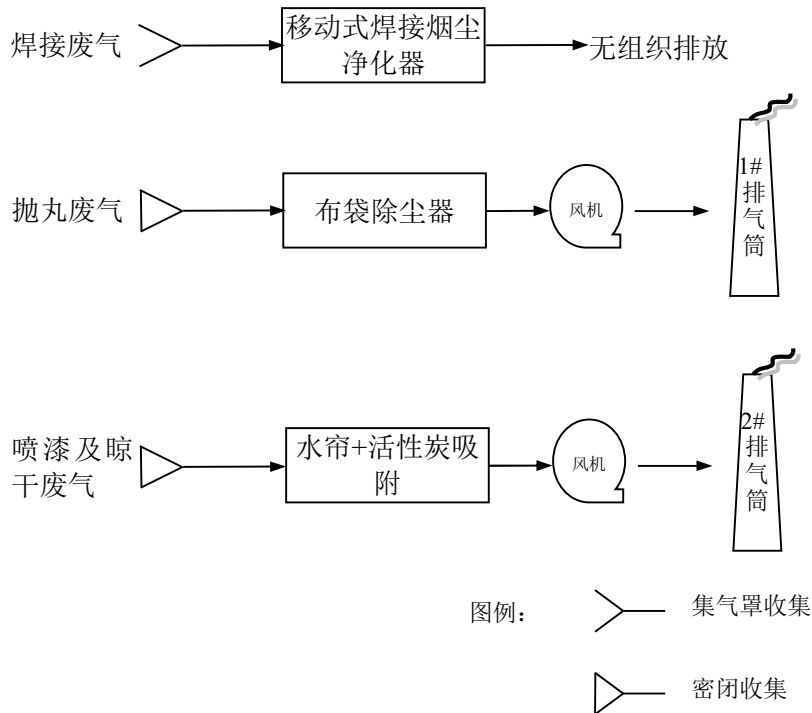 焊接废气
移动式焊接烟尘
净化器
无组织排放
抛丸废气
布袋除尘器
风机
1#
排
气
筒
喷漆及晾
干废气
水帘+活性炭吸
附
风机
2#
排
气
筒
图例：
集气罩收集
密闭收集